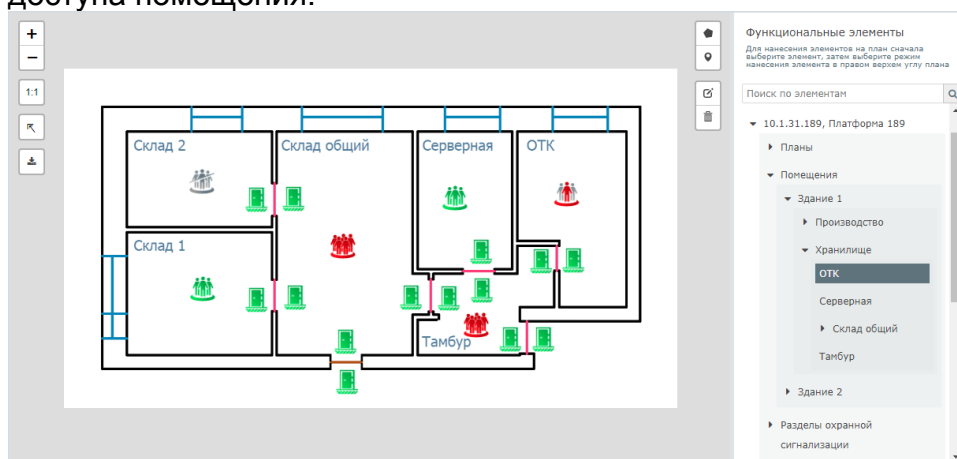 доступа помещения.
+
−
1:1
Склад 2
Склад общий
Серверная
ОТК
Склад 1
Тамбур
Функциональные элементы
Для нанесения элементов на план сначала
выберите элемент, затем выберите режим
нанесения элемента в правом верхем углу плана
Поиск по элементам
10.1.31.189, Платформа 189
Планы
Помещения
Здание 1
Производство
Хранилище
ОТК
Серверная
Склад общий
Тамбур
Здание 2
Разделы охранной
сигнализации